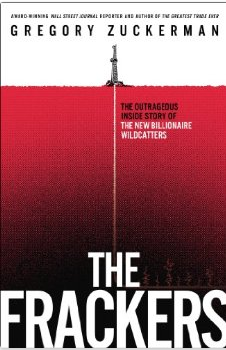 GREGORY ZUCKERMAN
AWARD-WINNING WALL STREET JOURNAL REPORTER AND AUTHOR OF THE GREATEST TRADE EVER
THE OUTRAGEOUS
INSIDE STORY OF
THE NEW BILLIONAIRE
WILDCATTERS
THE
FRACKERS